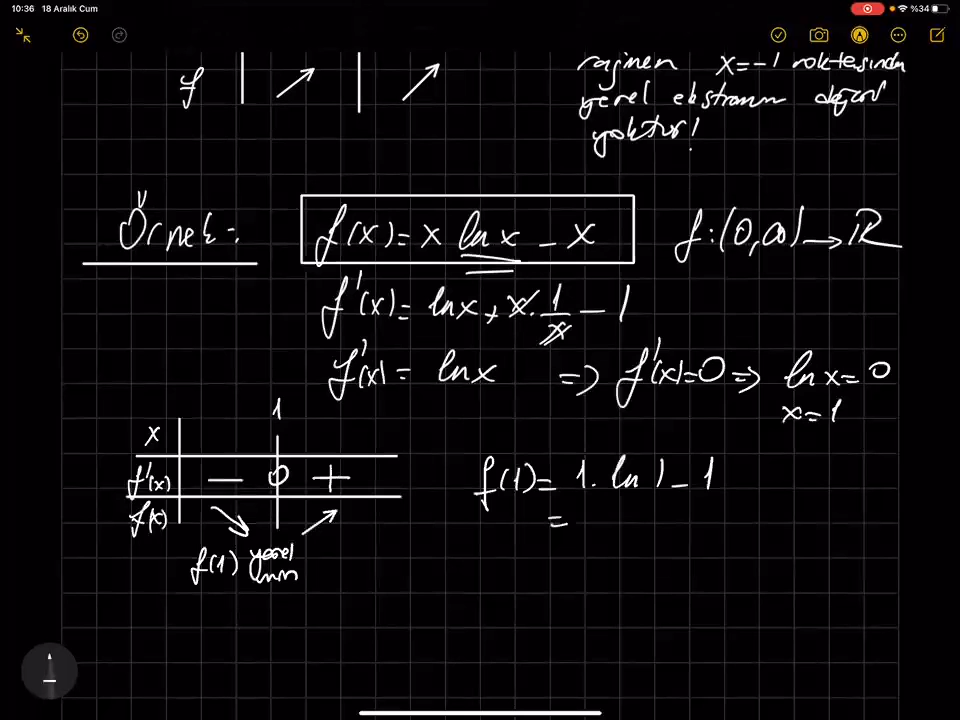 10:36 18 Aralık Cum %34
rağmen x=-1 noktasında
f yerel ekstremum değeri
yoktur!
Örnek: f(x)= x ln x - x f:(0,∞)→ℝ
f'(x)= ln x + x·1/x - 1
f'(x)= ln x => f'(x)=0 => ln x = 0
x=1
1
x
f'(x) - 0 + f(1)= 1. ln 1 - 1
f(x) =
f(1) yerel
min